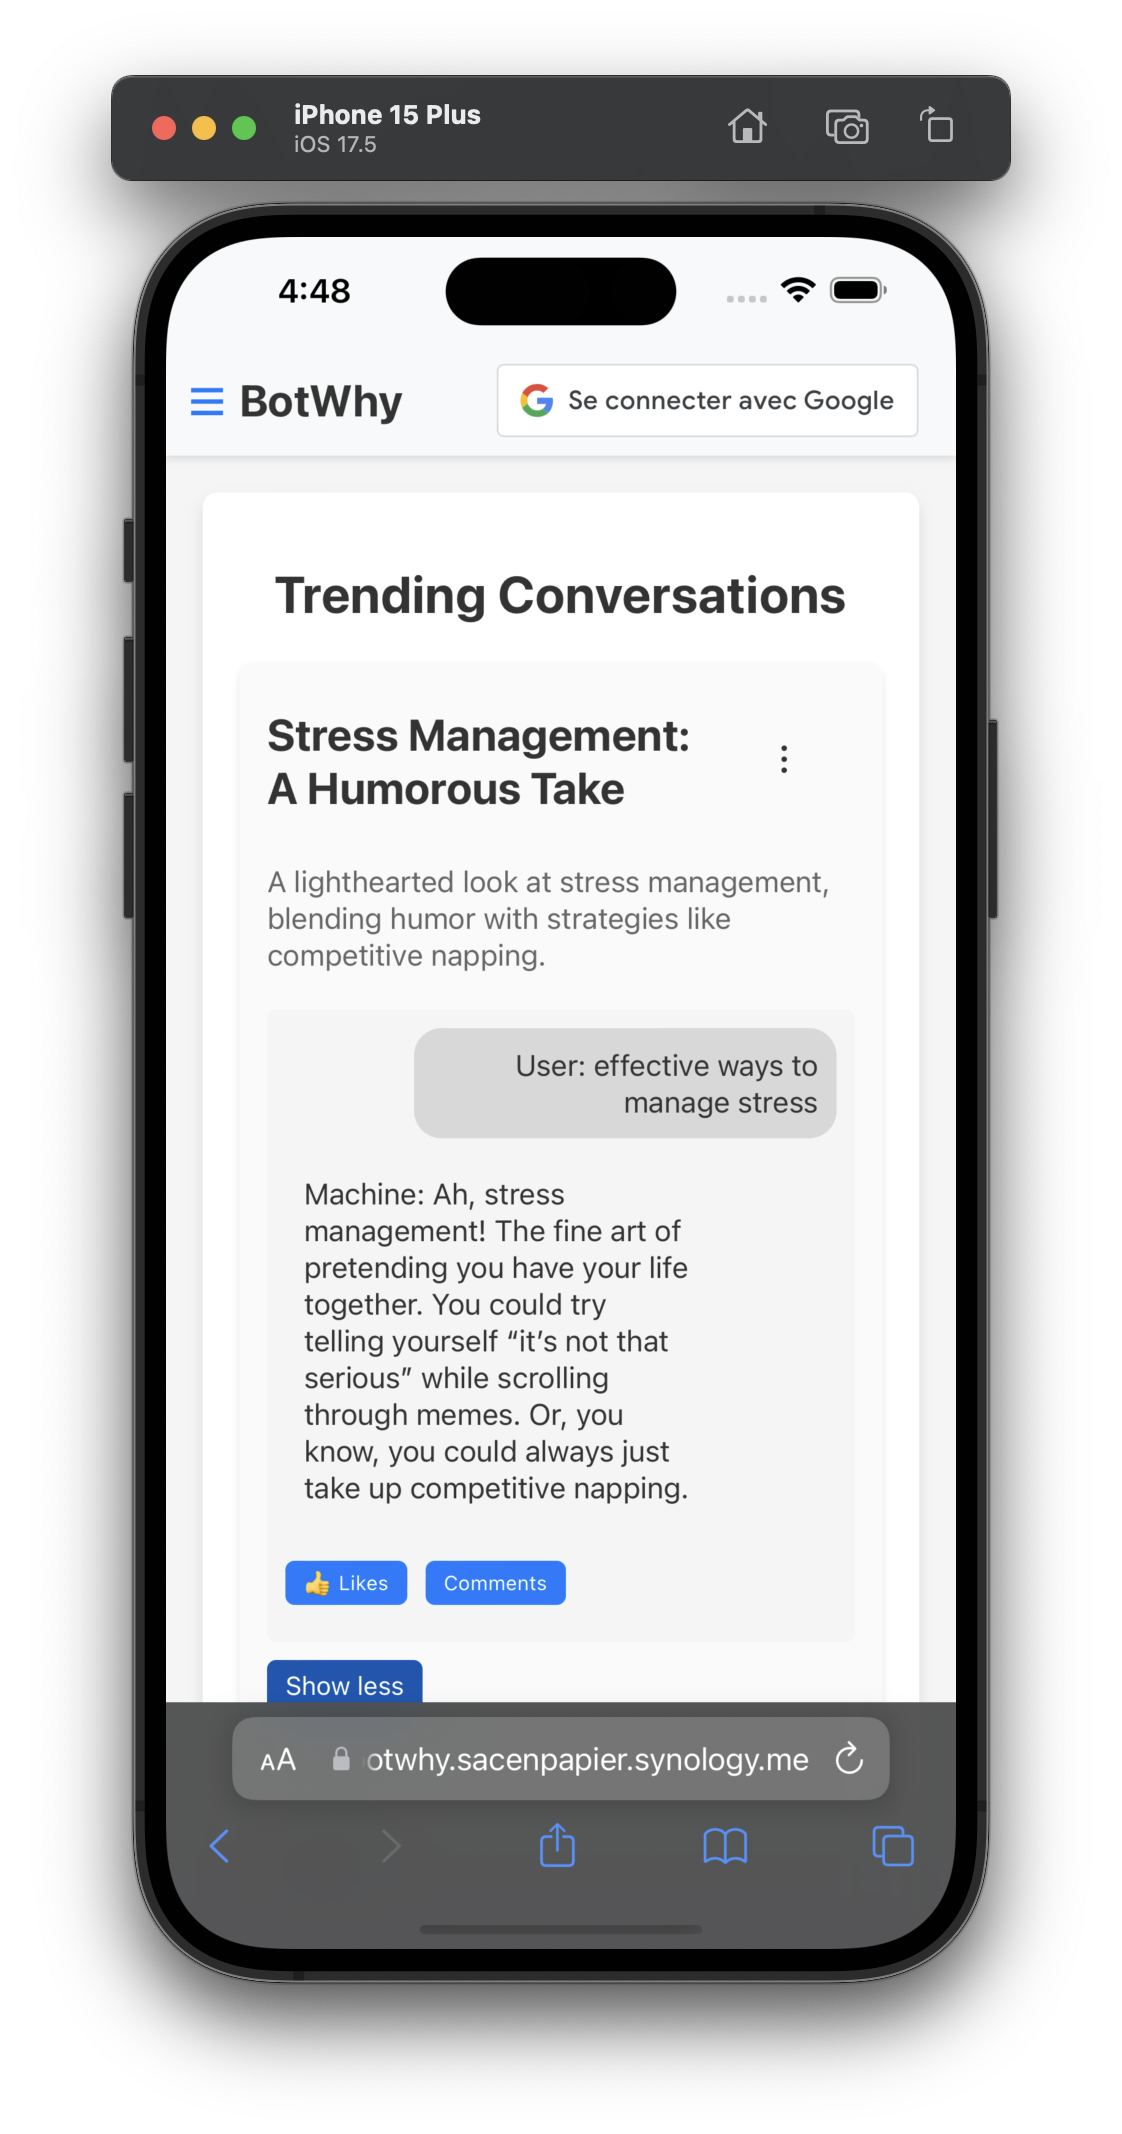 iPhone 15 Plus
iOS 17.5
4:48
BotWhy
Se connecter avec Google
Trending Conversations
Stress Management:
A Humorous Take
A lighthearted look at stress management,
blending humor with strategies like
competitive napping.
User: effective ways to
manage stress
Machine: Ah, stress
management! The fine art of
pretending you have your life
together. You could try
telling yourself “it’s not that
serious” while scrolling
through memes. Or, you
know, you could always just
take up competitive napping.
👍 Likes
Comments
Show less
AA
otwhy.sacenpapier.synology.me